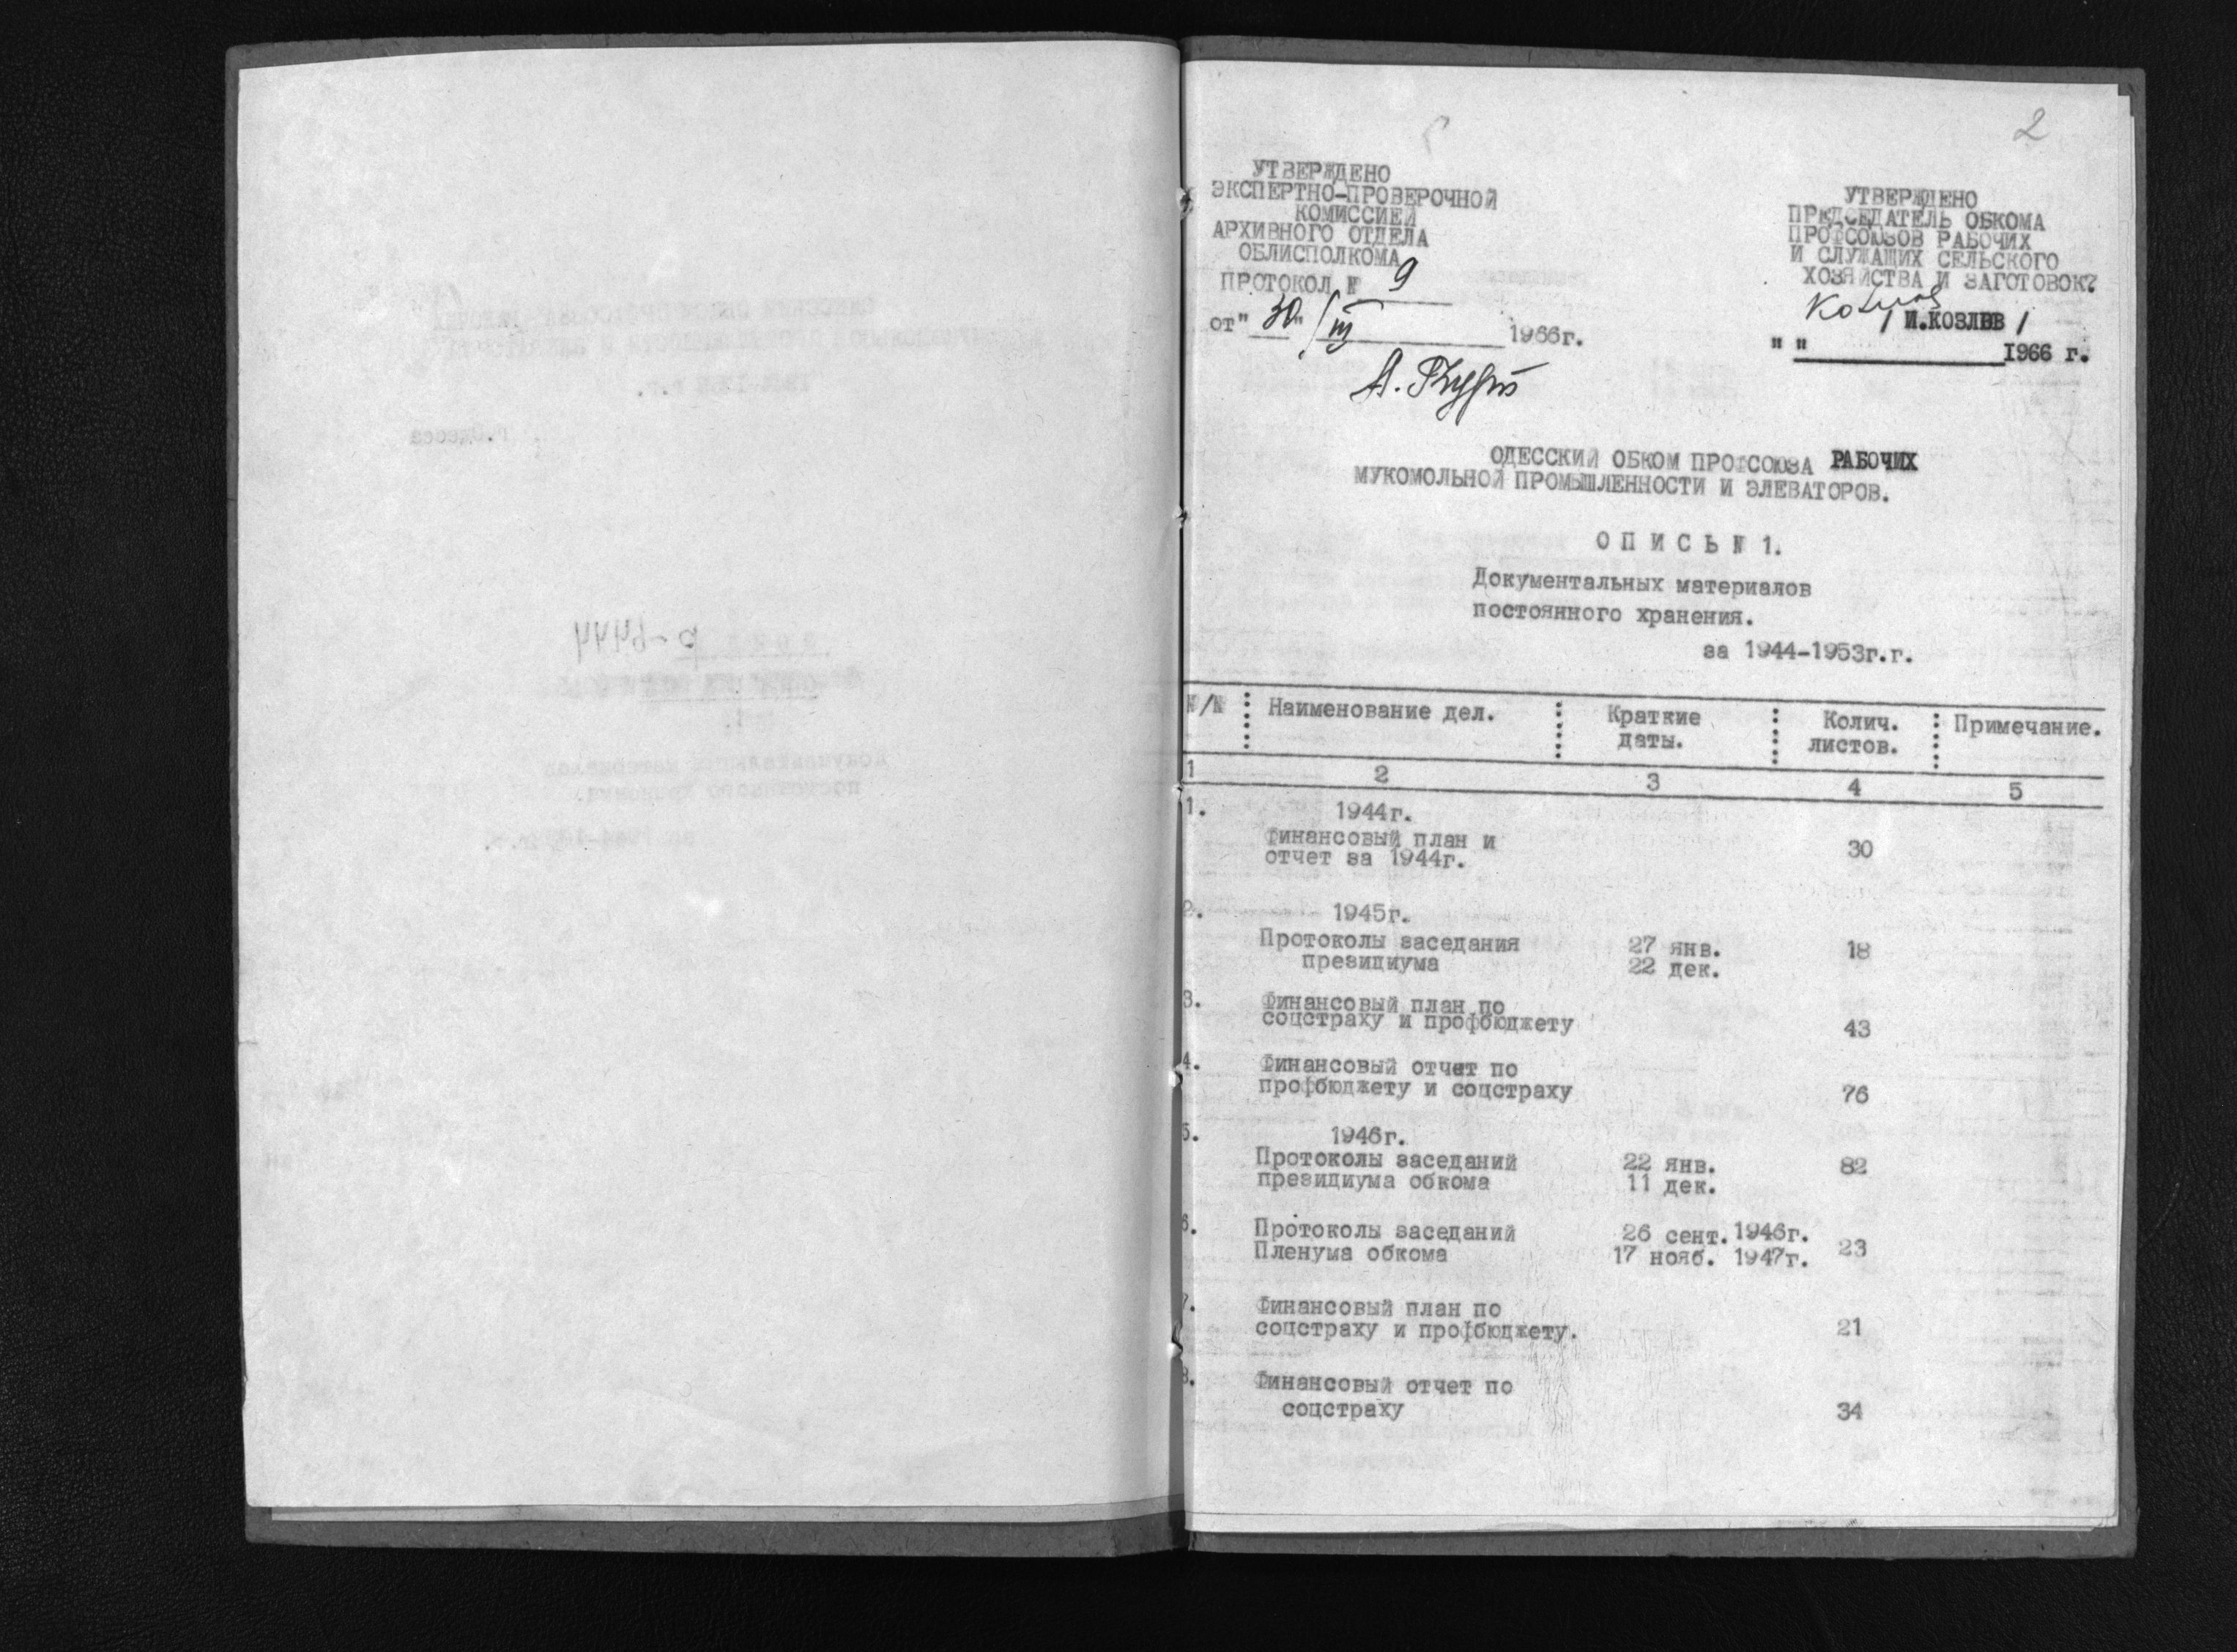 2
УТВЕРЖДЕНО
ЭКСПЕРТНО-ПРОВЕРОЧНОЙ
КОМИССИЕЙ
АРХИВНОГО ОТДЕЛА
ОБЛИСПОЛКОМА
ПРОТОКОЛ № 9
от "30" III 1966г.
УТВЕРЖДЕНО
ПРЕДСЕДАТЕЛЬ ОБКОМА
ПРОФСОЮЗОВ РАБОЧИХ
И СЛУЖАЩИХ СЕЛЬСКОГО
ХОЗЯЙСТВА И ЗАГОТОВОК?
/ И.КОЗЛОВ /
" " 1966 г.
ОДЕССКИЙ ОБКОМ ПРОФСОЮЗА РАБОЧИХ
МУКОМОЛЬНОЙ ПРОМЫШЛЕННОСТИ И ЭЛЕВАТОРОВ.
О П И С Ь № 1.
Документальных материалов
постоянного хранения.
за 1944-1953г.г.
№/№ Наименование дел. Краткие даты. Колич. листов. Примечание.
1 2 3 4 5
1. 1944г.
Финансовый план и
отчет за 1944г. 30
2. 1945г.
Протоколы заседания 27 янв. 18
президиума 22 дек.
3. Финансовый план по
соцстраху и профбюджету 43
4. Финансовый отчет по
профбюджету и соцстраху 76
5. 1946г.
Протоколы заседаний 22 янв. 82
президиума обкома 11 дек.
6. Протоколы заседаний 26 сент. 1946г. 23
Пленума обкома 17 нояб. 1947г.
7. Финансовый план по
соцстраху и профбюджету. 21
8. Финансовый отчет по
соцстраху 34